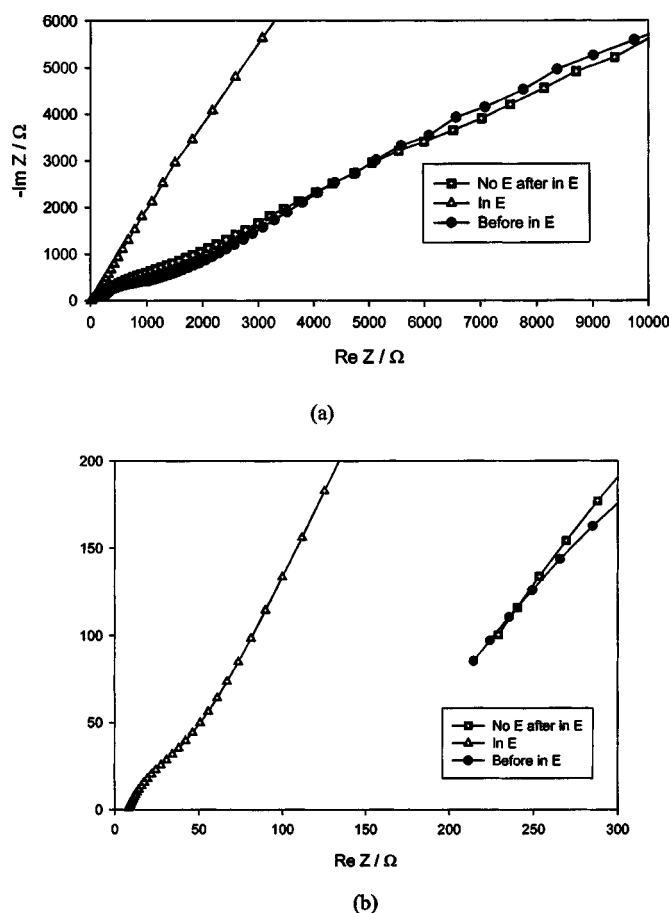 6000
5000
4000
3000
2000
1000
0
-Im Z / Ω
No E after in E
In E
Before in E
0 1000 2000 3000 4000 5000 6000 7000 8000 9000 10000
Re Z / Ω
(a)
200
150
100
50
0
No E after in E
In E
Before in E
0 50 100 150 200 250 300
Re Z / Ω
(b)